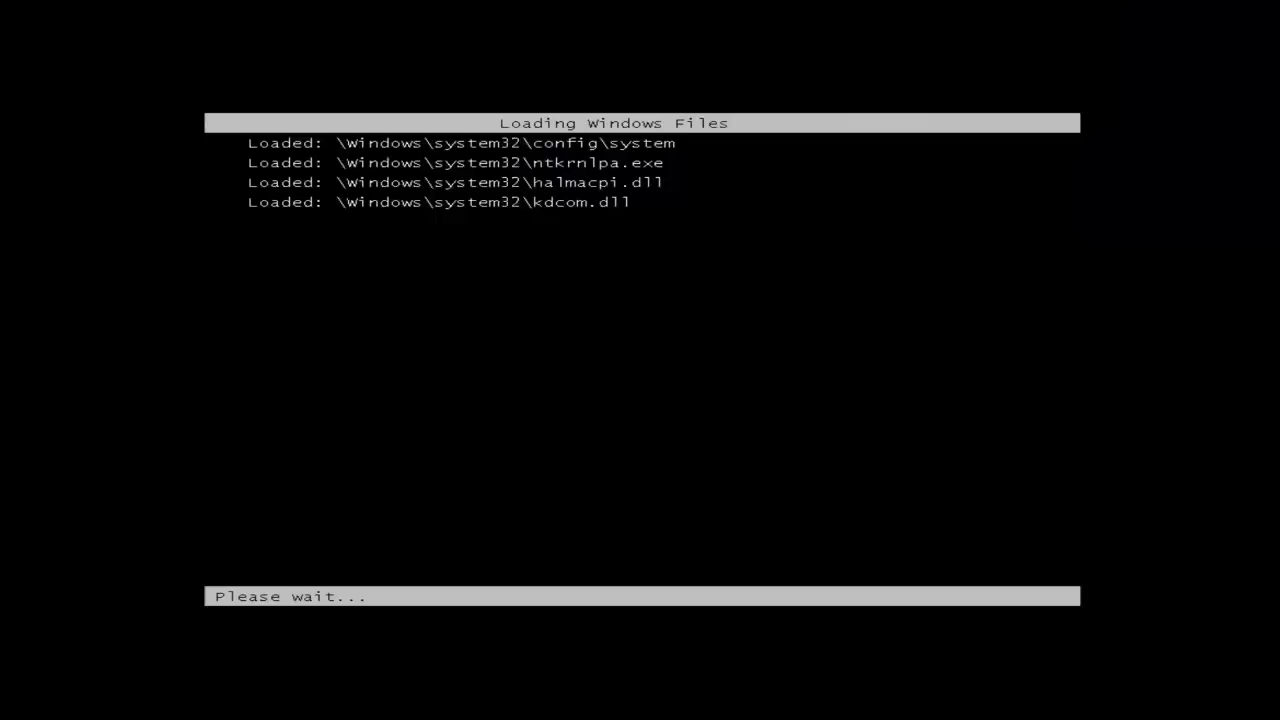 Loading Windows Files
Loaded: \Windows\system32\config\system
Loaded: \Windows\system32\ntkrnlpa.exe
Loaded: \Windows\system32\halmacpi.dll
Loaded: \Windows\system32\kdcom.dll
Please wait...